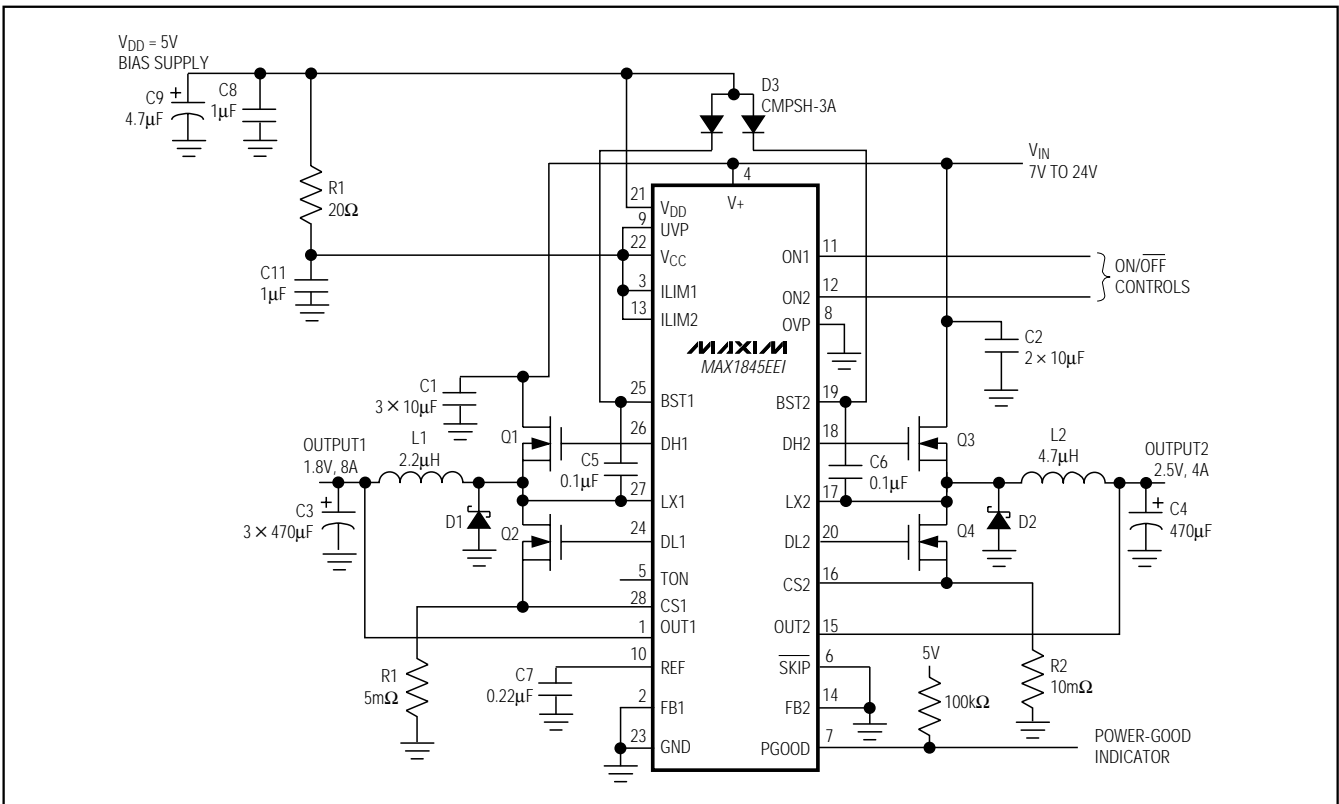 VDD = 5V
BIAS SUPPLY
C9
+
4.7µF
C8
1µF
D3
CMPSH-3A
VIN
7V TO 24V
R1
20Ω
C11
1µF
21
VDD
9
UVP
22
VCC
3
ILIM1
13
ILIM2
4
V+
ON1
11
ON2
12
ON/OFF
CONTROLS
OVP
8
MAXIM
MAX1845EEI
C2
2 × 10µF
C1
3 × 10µF
25
BST1
BST2
19
Q1
26
DH1
DH2
18
Q3
OUTPUT1
1.8V, 8A
L1
2.2µH
C5
0.1µF
C6
0.1µF
L2
4.7µH
OUTPUT2
2.5V, 4A
27
LX1
LX2
17
+
C3
3 × 470µF
D1
Q2
24
DL1
DL2
20
Q4
D2
+
C4
470µF
5
TON
CS2
16
28
CS1
1
OUT1
OUT2
15
R1
5mΩ
10
REF
C7
0.22µF
SKIP
6
5V
R2
10mΩ
2
FB1
FB2
14
100kΩ
23
GND
PGOOD
7
POWER-GOOD
INDICATOR